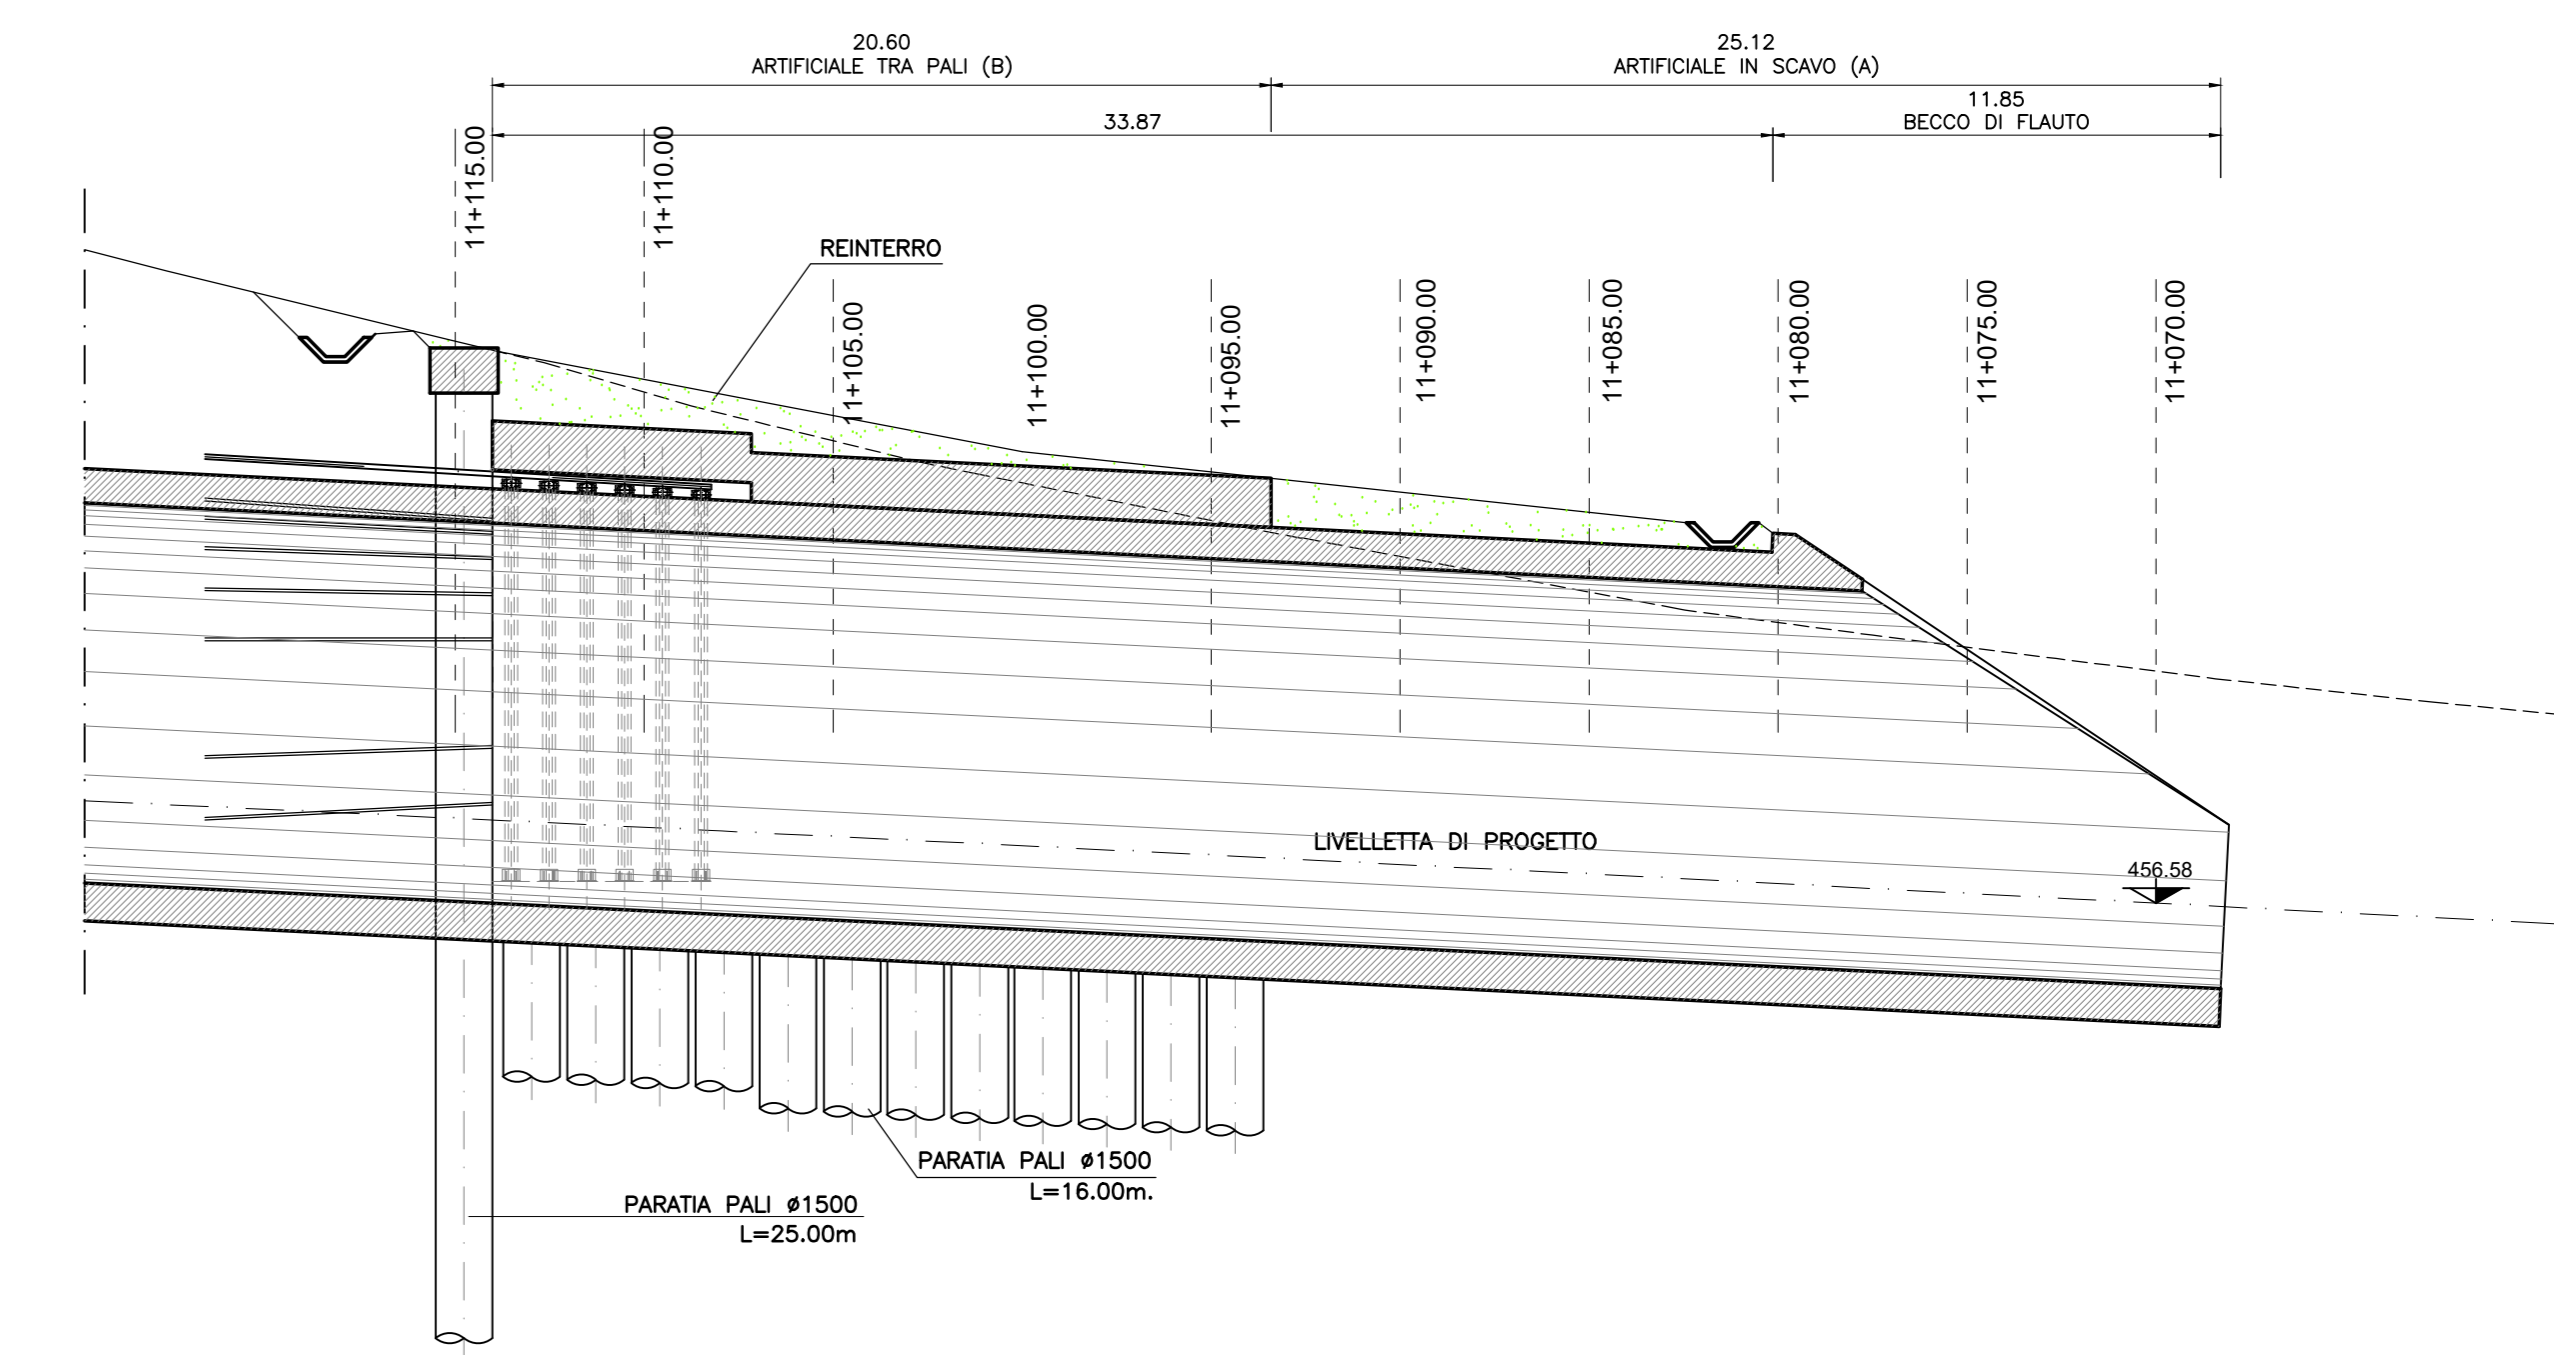 20.60
ARTIFICIALE TRA PALI (B)
25.12
ARTIFICIALE IN SCAVO (A)
33.87
11.85
BECCO DI FLAUTO
11+115.00
11+110.00
REINTERRO
11+105.00
11+100.00
11+095.00
11+090.00
11+085.00
11+080.00
11+075.00
11+070.00
LIVELLETTA DI PROGETTO
456.58
PARATIA PALI ø1500
L=16.00m.
PARATIA PALI ø1500
L=25.00m